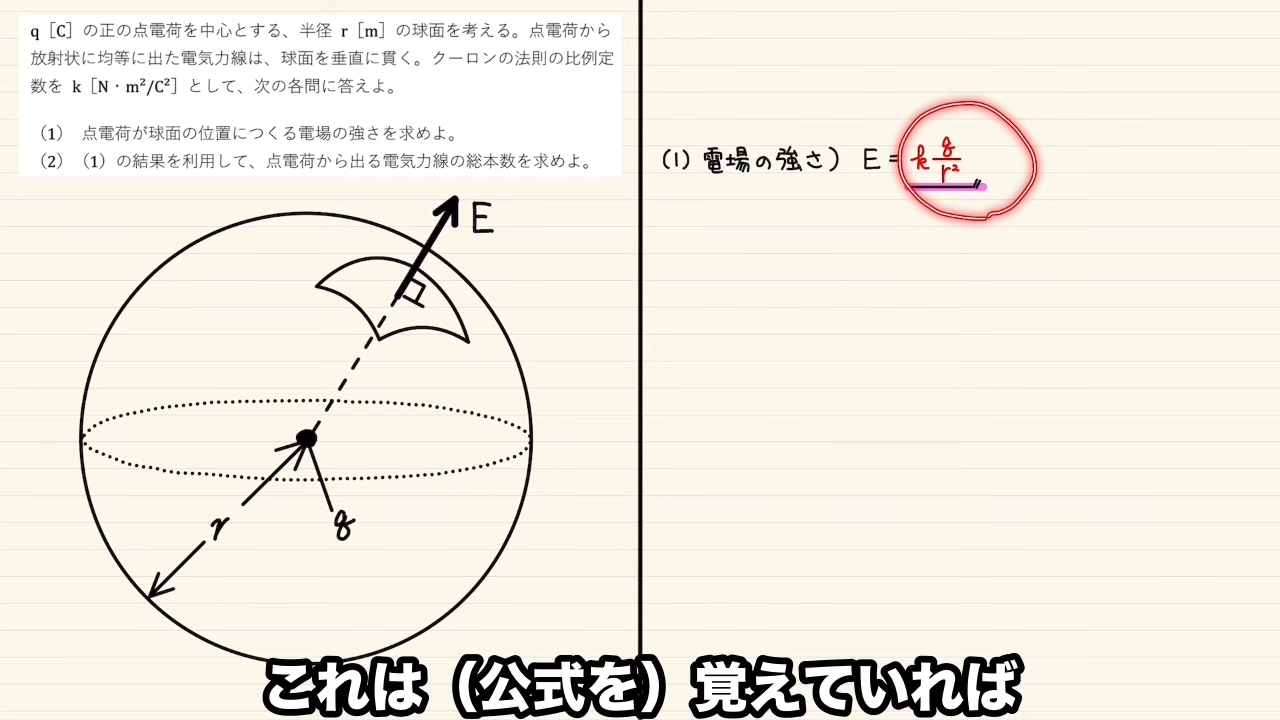 q［C］の正の点電荷を中心とする、半径 r［m］の球面を考える。点電荷から
放射状に均等に出た電気力線は、球面を垂直に貫く。クーロンの法則の比例定
数を k［N・m²/C²］として、次の各問に答えよ。
（1） 点電荷が球面の位置につくる電場の強さを求めよ。
（2）（1）の結果を利用して、点電荷から出る電気力線の総本数を求めよ。
(1) 電場の強さ) E = k q/r²
E
r
q
これは（公式を）覚えていれば